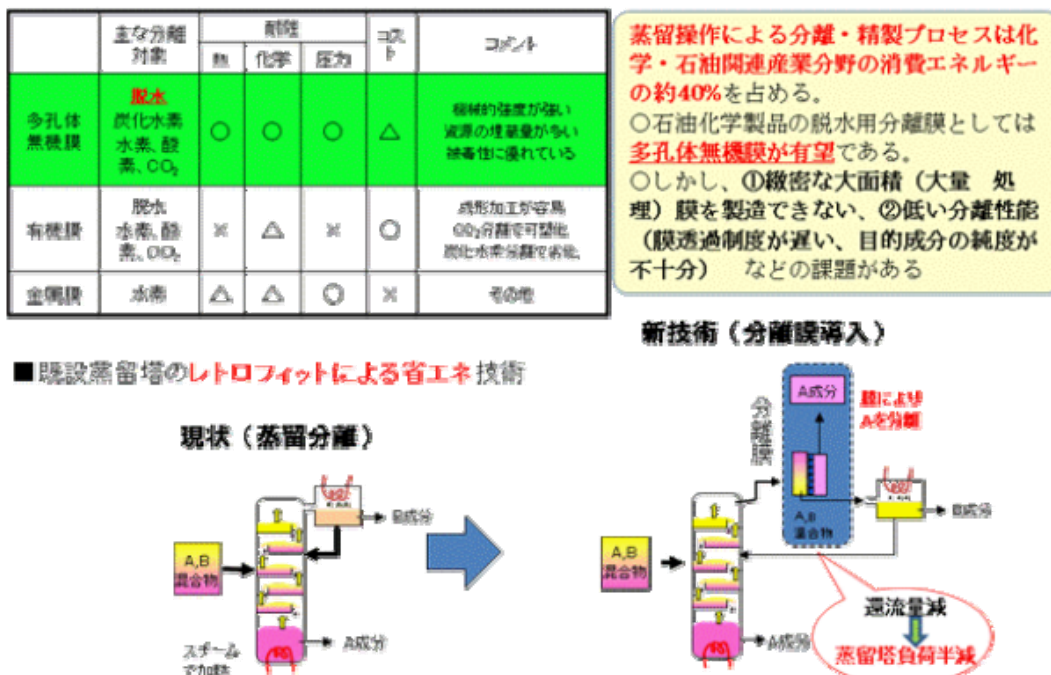 主な分離対象
耐性
コスト
コメント
熱
化学
圧力
多孔体無機膜
脱水
炭化水素
水素、酸素、CO₂
○
○
○
△
機械的強度が強い
資源の埋蔵量が多い
被毒性に優れている
有機膜
脱水
水素、酸素、CO₂
×
△
×
○
成形加工が容易
CO₂分離で可塑化
炭化水素分離で劣化
金属膜
水素
△
△
○
×
その他
蒸留操作による分離・精製プロセスは化
学・石油関連産業分野の消費エネルギー
の約40%を占める。
○石油化学製品の脱水用分離膜としては
多孔体無機膜が有望である。
○しかし、①緻密な大面積（大量 処
理）膜を製造できない、②低い分離性能
（膜透過制度が遅い、目的成分の純度が
不十分） などの課題がある
■既設蒸留塔のレトロフィットによる省エネ技術
現状（蒸留分離）
A,B
混合物
B成分
A成分
スチーム
で加熱
新技術（分離膜導入）
分離膜
A成分
膜により
Aを分離
A,B
混合物
A,B
混合物
B成分
A成分
還流量減
蒸留塔負荷半減